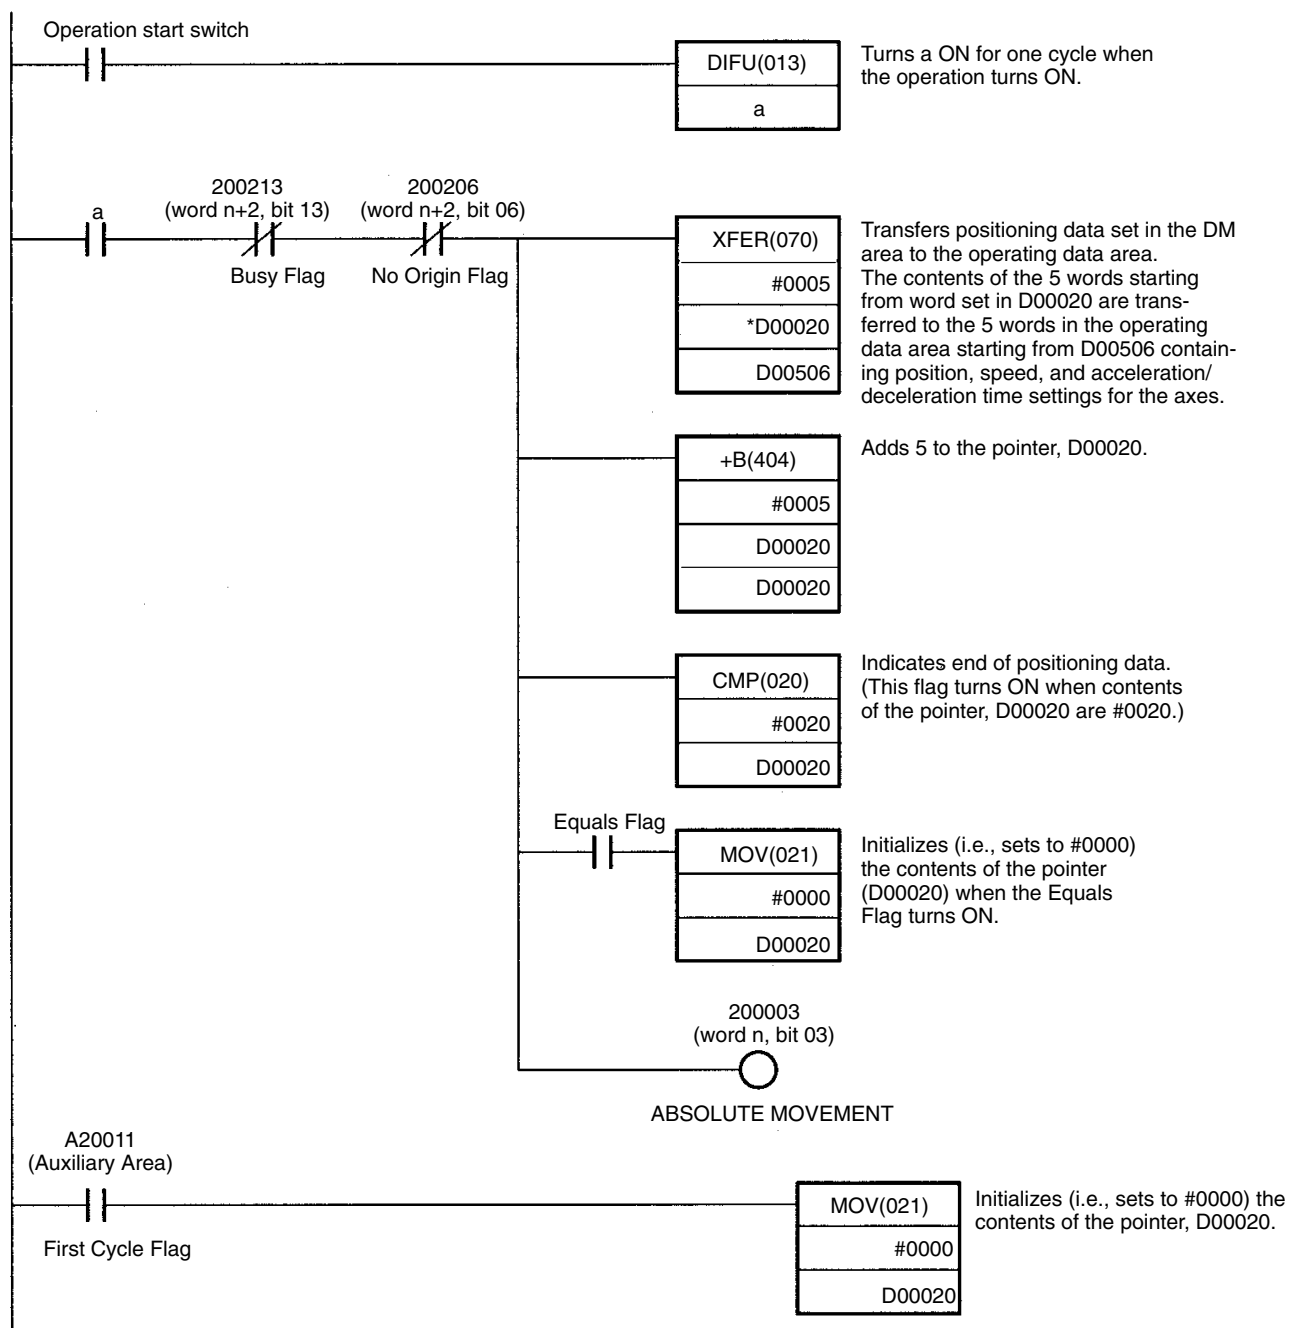 Operation start switch
DIFU(013)
a
Turns a ON for one cycle when
the operation turns ON.
a
200213
(word n+2, bit 13)
Busy Flag
200206
(word n+2, bit 06)
No Origin Flag
XFER(070)
#0005
*D00020
D00506
Transfers positioning data set in the DM
area to the operating data area.
The contents of the 5 words starting
from word set in D00020 are trans-
ferred to the 5 words in the operating
data area starting from D00506 contain-
ing position, speed, and acceleration/
deceleration time settings for the axes.
+B(404)
#0005
D00020
D00020
Adds 5 to the pointer, D00020.
CMP(020)
#0020
D00020
Indicates end of positioning data.
(This flag turns ON when contents
of the pointer, D00020 are #0020.)
Equals Flag
MOV(021)
#0000
D00020
Initializes (i.e., sets to #0000)
the contents of the pointer
(D00020) when the Equals
Flag turns ON.
200003
(word n, bit 03)
ABSOLUTE MOVEMENT
A20011
(Auxiliary Area)
First Cycle Flag
MOV(021)
#0000
D00020
Initializes (i.e., sets to #0000) the
contents of the pointer, D00020.